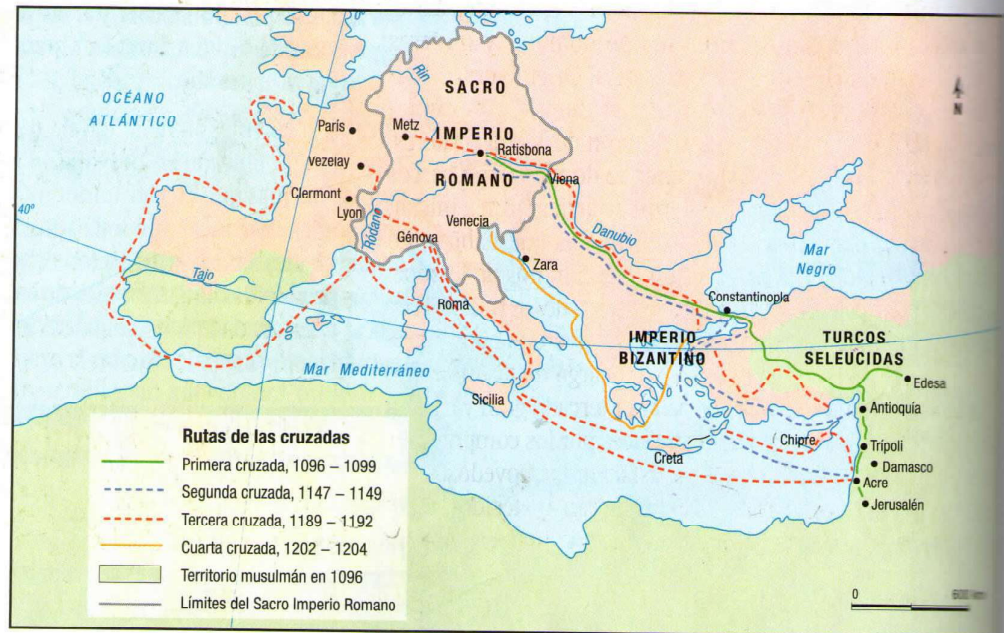 OCÉANO
ATLÁNTICO
40°
París
Vezelay
Clermont
Lyon
Metz
Rin
SACRO
IMPERIO
ROMANO
Ratisbona
Viena
Ródano
Génova
Venecia
Zara
Roma
Danubio
Tajo
Mar Mediterráneo
Sicilia
Creta
Chipre
Constantinopla
Mar
Negro
IMPERIO
BIZANTINO
TURCOS
SELEUCIDAS
Edesa
Antioquía
Trípoli
Damasco
Acre
Jerusalén
N
Rutas de las cruzadas
Primera cruzada, 1096 – 1099
Segunda cruzada, 1147 – 1149
Tercera cruzada, 1189 – 1192
Cuarta cruzada, 1202 – 1204
Territorio musulmán en 1096
Límites del Sacro Imperio Romano
0 600 km